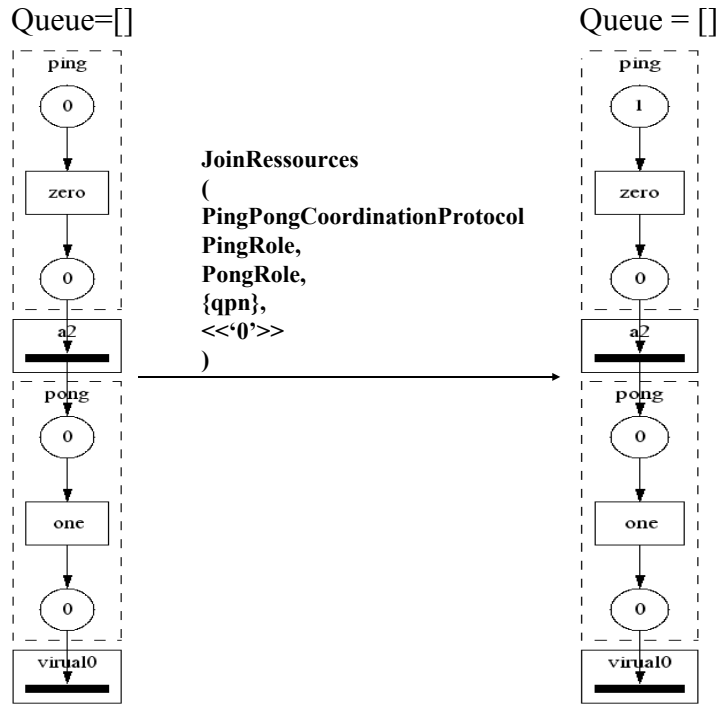 Queue=[]
ping
0
zero
0
a2
pong
0
one
0
virual0
JoinRessources
(
PingPongCoordinationProtocol
PingRole,
PongRole,
{qpn},
<<‘0’>>
)
Queue = []
ping
1
zero
0
a2
pong
0
one
0
virual0